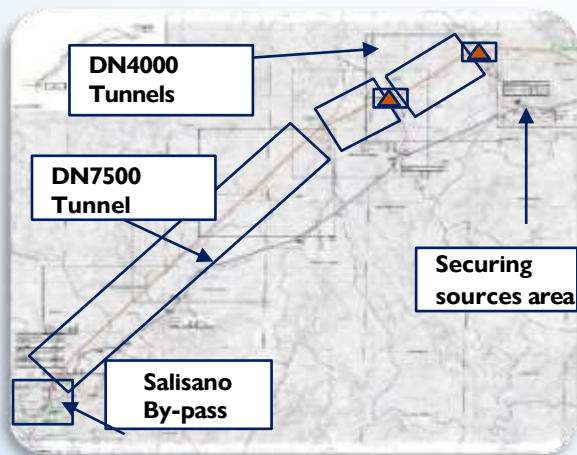 DN4000
Tunnels
DN7500
Tunnel
Securing
sources area
Salisano
By-pass